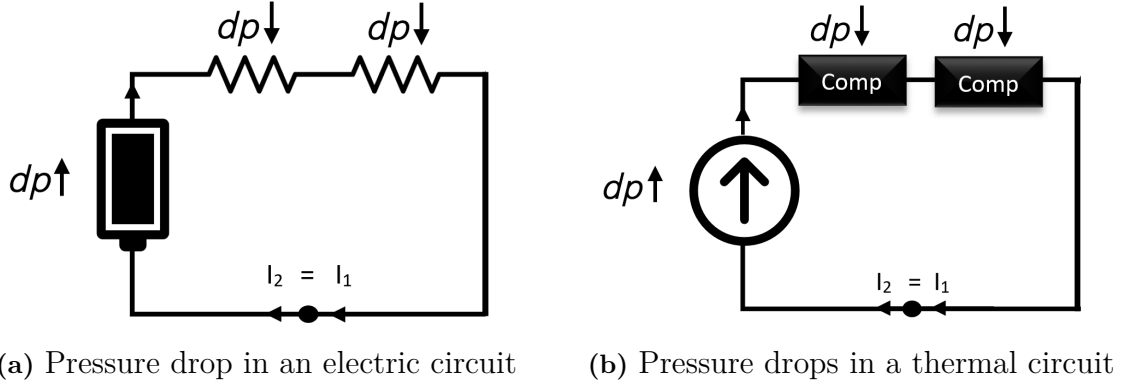 dp↓ dp↓
dp↑
I₂ = I₁
(a) Pressure drop in an electric circuit
dp↓ dp↓
Comp Comp
dp↑
I₂ = I₁
(b) Pressure drops in a thermal circuit